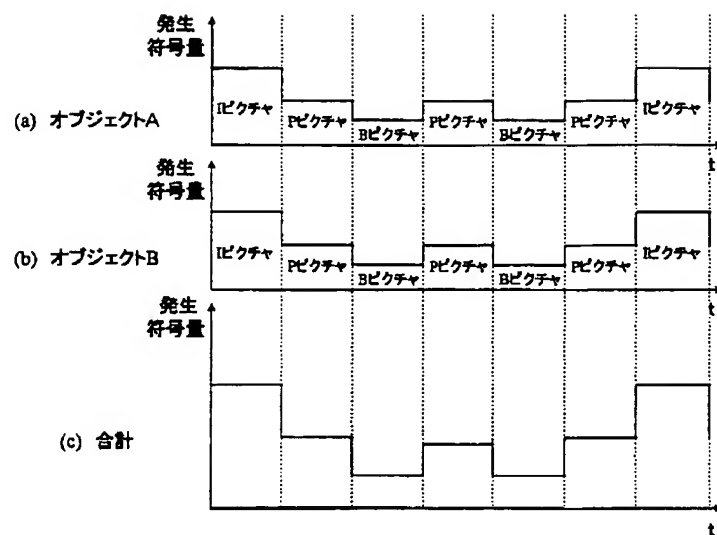 発生
符号量
(a) オブジェクトA
Iピクチャ
Pピクチャ
Bピクチャ
Pピクチャ
Bピクチャ
Pピクチャ
Iピクチャ
t
発生
符号量
(b) オブジェクトB
Iピクチャ
Pピクチャ
Bピクチャ
Pピクチャ
Bピクチャ
Pピクチャ
Iピクチャ
t
発生
符号量
(c) 合計
t